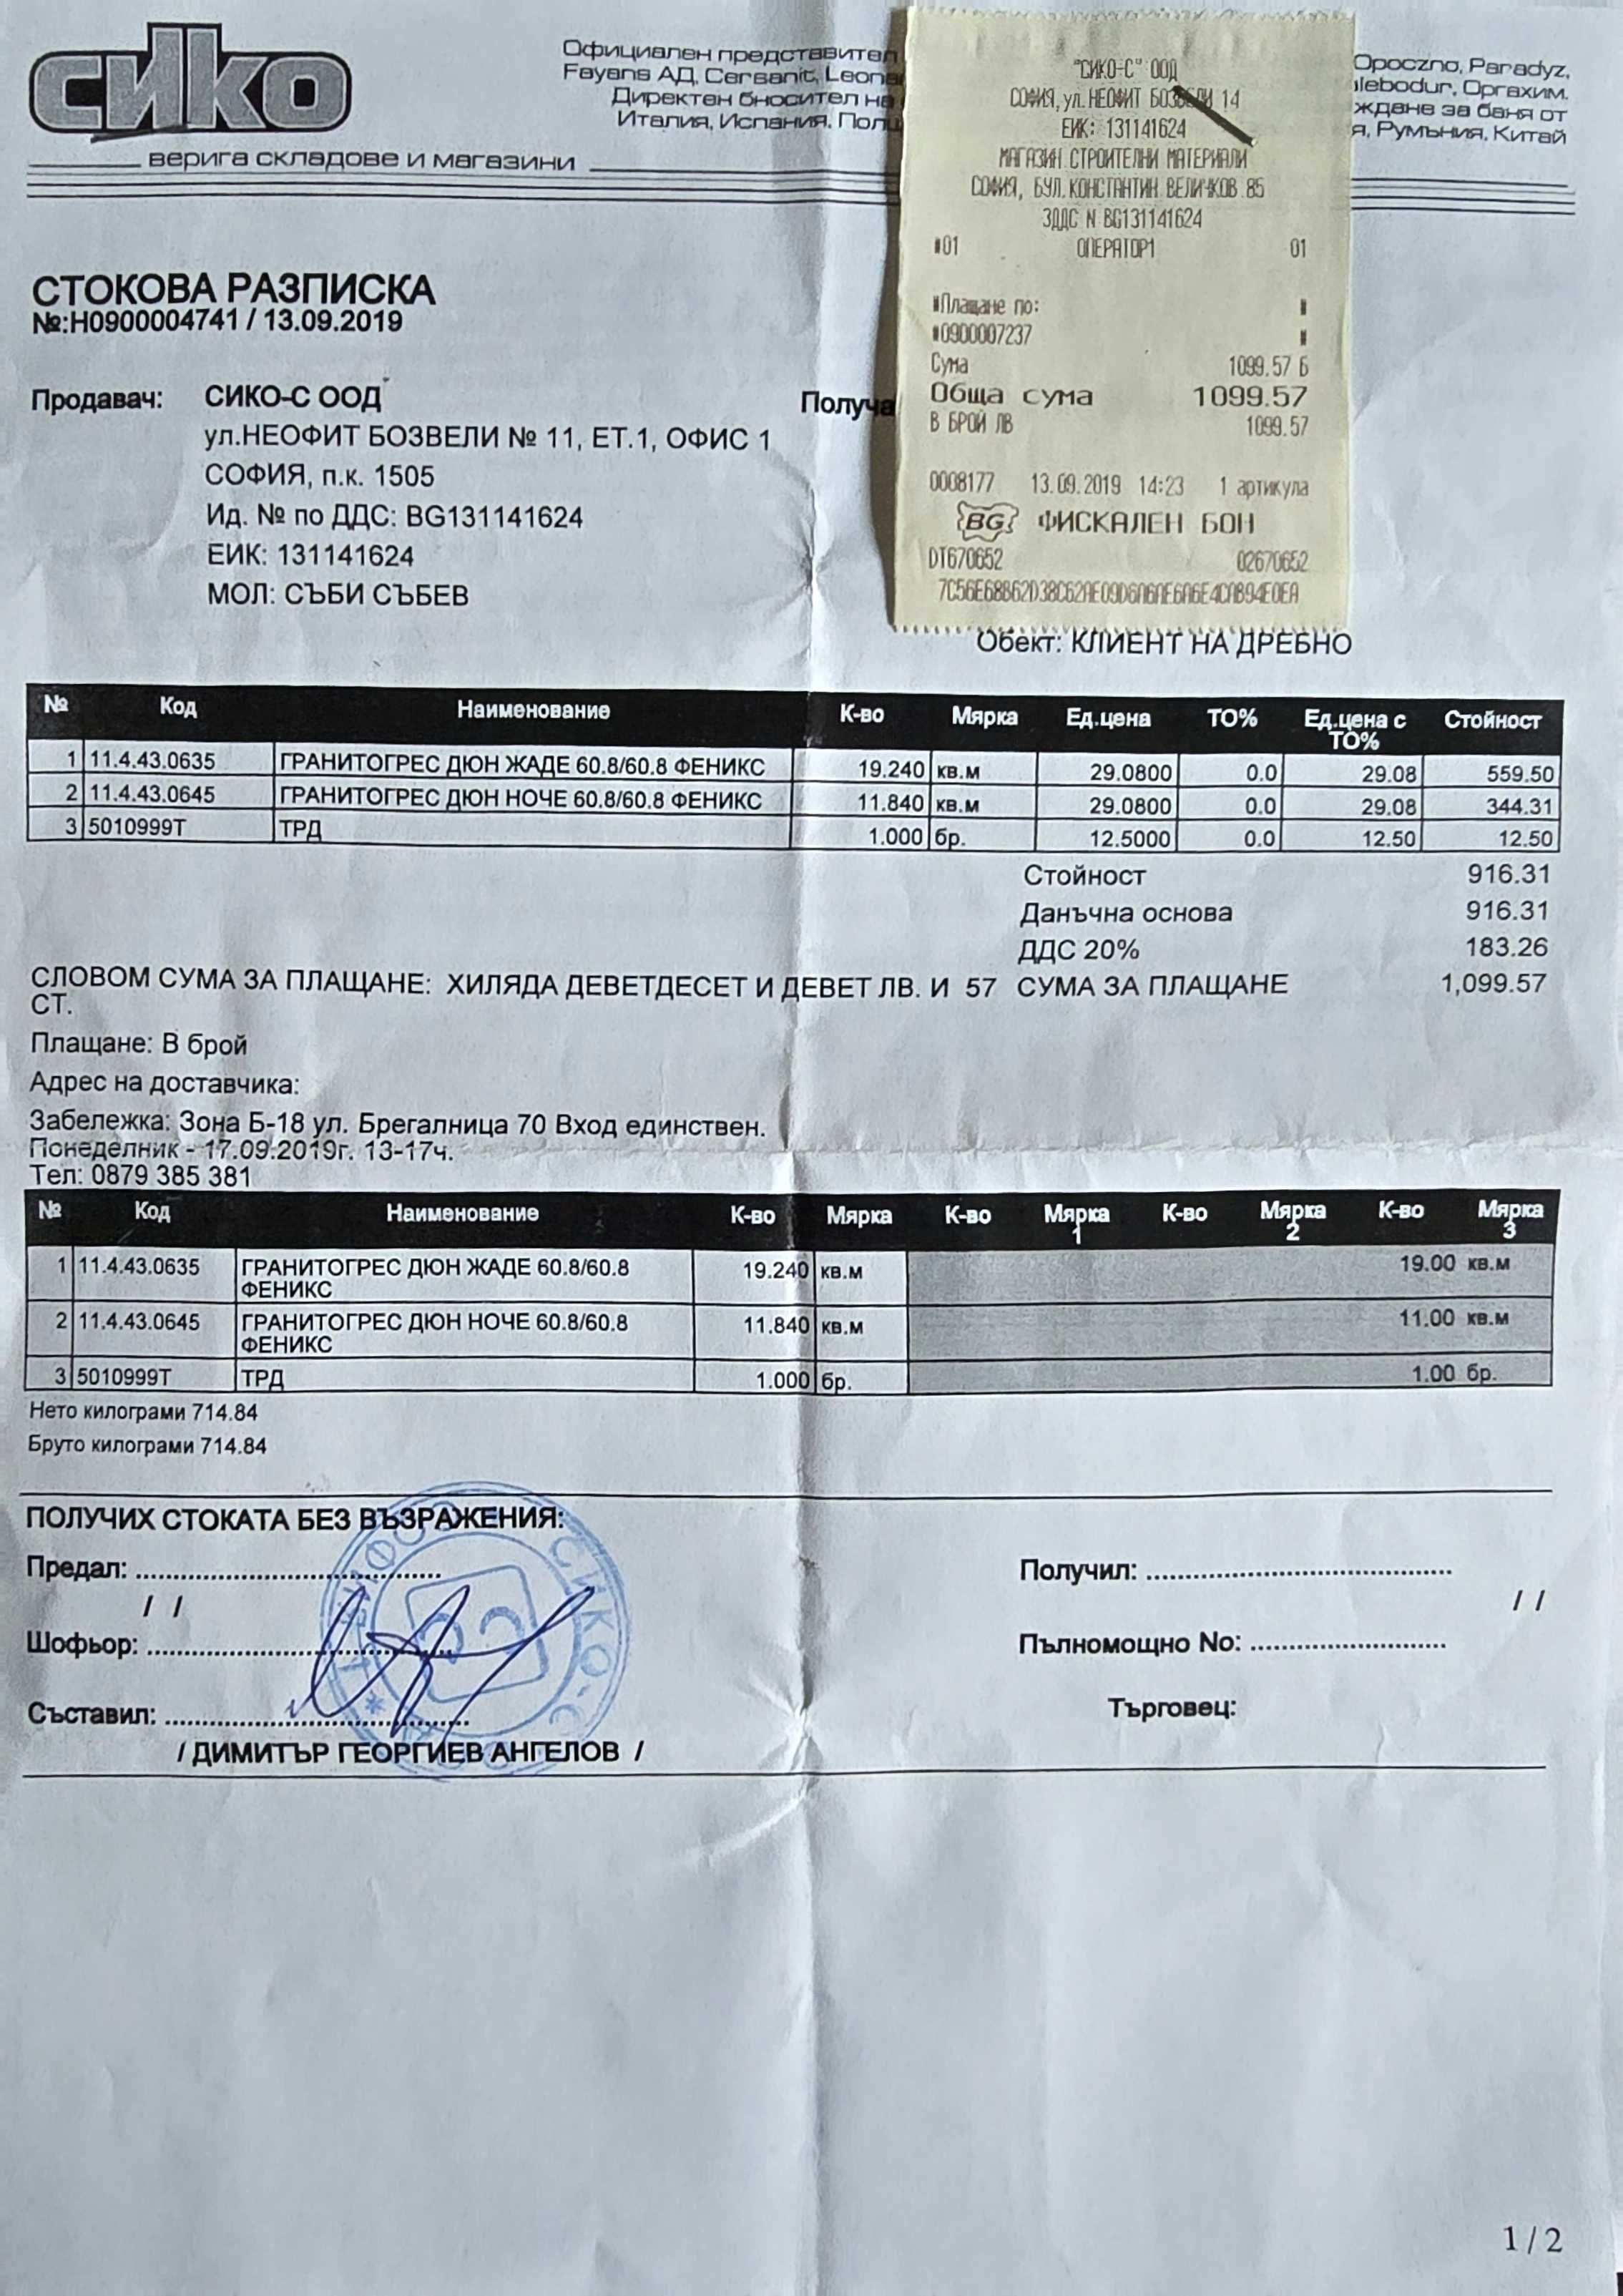 сико
верига складове и магазини
Официален представител
Fayans АД, Cersanit, Leona
Директен вносител на
Италия, Испания, Полш
Opoczno, Paradyz,
alebodur, Оргахим.
ждане за баня от
я, Румъния, Китай
"СИКО-С" ООД
СОФИЯ, ул. НЕОФИТ БОЗВЕЛИ 14
ЕИК: 131141624
МАГАЗИН СТРОИТЕЛНИ МАТЕРИАЛИ
СОФИЯ, БУЛ. КОНСТАНТИН ВЕЛИЧКОВ 85
ЗДДС N BG131141624
#01 ОПЕРАТОР1 01
#Плащане по: #
#0900007237 #
Сума 1099.57 Б
Обща сума 1099.57
В БРОЙ ЛВ 1099.57
0008177 13.09.2019 14:23 1 артикула
BG ФИСКАЛЕН БОН
DT670652 02670652
СТОКОВА РАЗПИСКА
№:Н0900004741 / 13.09.2019
Продавач: СИКО-С ООД Получа
ул.НЕОФИТ БОЗВЕЛИ № 11, ЕТ.1, ОФИС 1
СОФИЯ, п.к. 1505
Ид. № по ДДС: BG131141624
ЕИК: 131141624
МОЛ: СЪБИ СЪБЕВ
Обект: КЛИЕНТ НА ДРЕБНО
№ Код Наименование К-во Мярка Ед.цена ТО% Ед.цена с ТО% Стойност
1 11.4.43.0635 ГРАНИТОГРЕС ДЮН ЖАДЕ 60.8/60.8 ФЕНИКС 19.240 кв.м 29.0800 0.0 29.08 559.50
2 11.4.43.0645 ГРАНИТОГРЕС ДЮН НОЧЕ 60.8/60.8 ФЕНИКС 11.840 кв.м 29.0800 0.0 29.08 344.31
3 5010999Т ТРД 1.000 бр. 12.5000 0.0 12.50 12.50
Стойност 916.31
Данъчна основа 916.31
ДДС 20% 183.26
СЛОВОМ СУМА ЗА ПЛАЩАНЕ: ХИЛЯДА ДЕВЕТДЕСЕТ И ДЕВЕТ ЛВ. И 57 СУМА ЗА ПЛАЩАНЕ 1,099.57
СТ.
Плащане: В брой
Адрес на доставчика:
Забележка: Зона Б-18 ул. Брегалница 70 Вход единствен.
Понеделник - 17.09.2019г. 13-17ч.
Тел: 0879 385 381
№ Код Наименование К-во Мярка К-во Мярка 1 К-во Мярка 2 К-во Мярка 3
1 11.4.43.0635 ГРАНИТОГРЕС ДЮН ЖАДЕ 60.8/60.8 19.240 кв.м 19.00 кв.м
ФЕНИКС
2 11.4.43.0645 ГРАНИТОГРЕС ДЮН НОЧЕ 60.8/60.8 11.840 кв.м 11.00 кв.м
ФЕНИКС
3 5010999Т ТРД 1.000 бр. 1.00 бр.
Нето килограми 714.84
Бруто килограми 714.84
ПОЛУЧИХ СТОКАТА БЕЗ ВЪЗРАЖЕНИЯ:
Предал: ........................................ Получил: ........................................
/ / / /
Шофьор: ........................................ Пълномощно No: ..........................
Съставил: ........................................ Търговец:
/ ДИМИТЪР ГЕОРГИЕВ АНГЕЛОВ /
СИКО-С
1 / 2